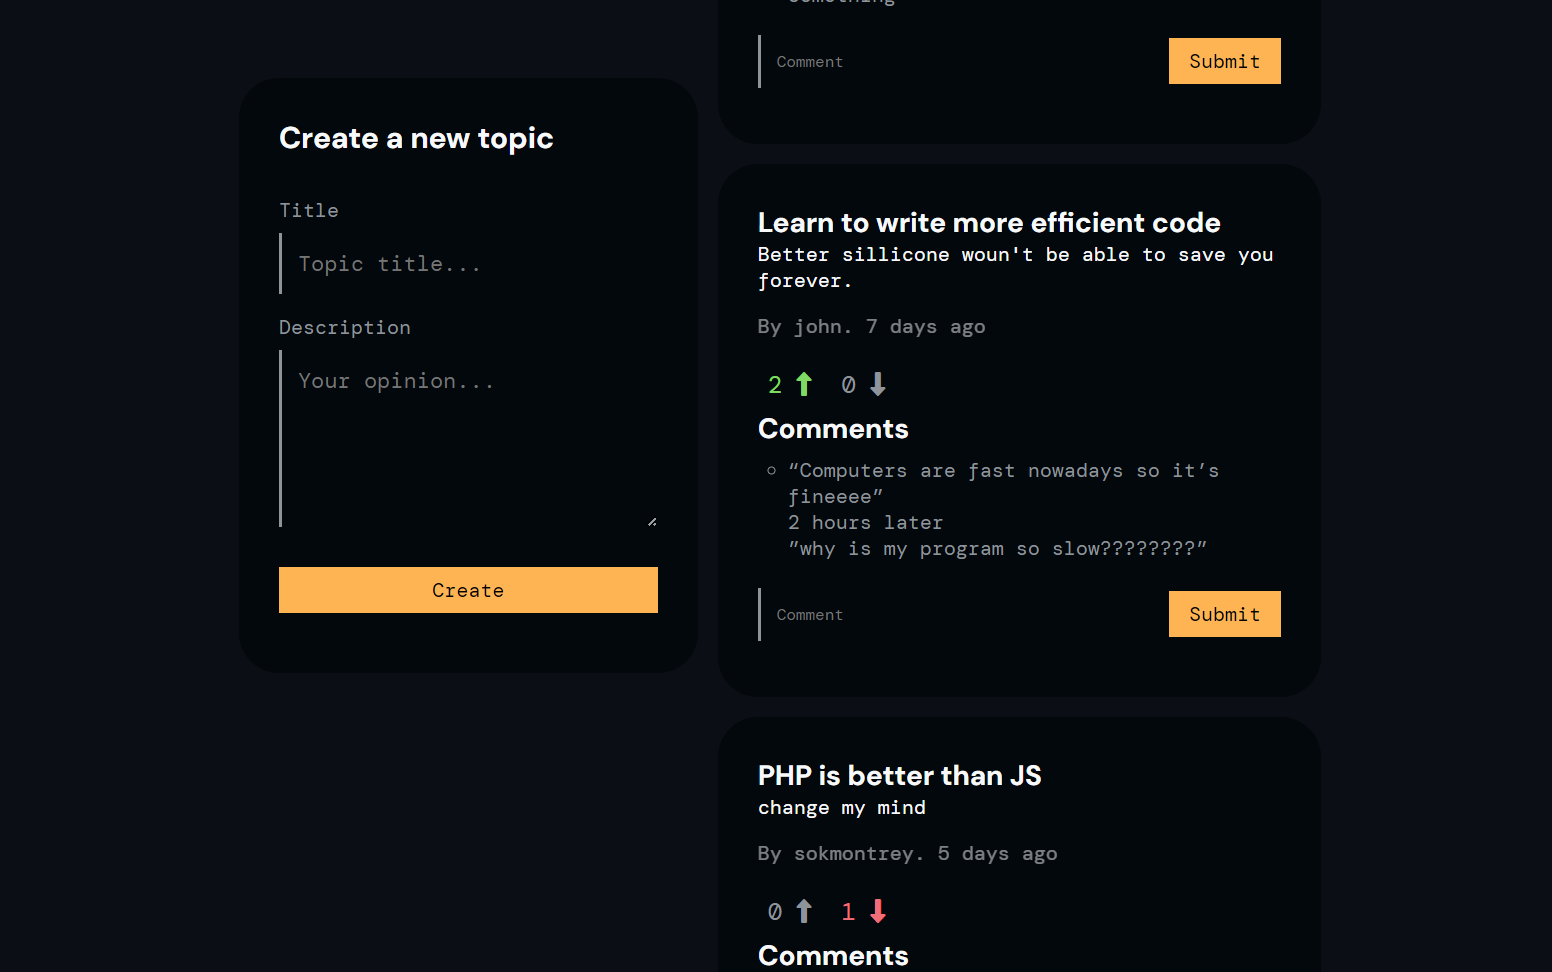 Create a new topic
Title
Topic title...
Description
Your opinion...
Create
Comment
Submit
Learn to write more efficient code
Better sillicone woun't be able to save you
forever.
By john. 7 days ago
2 0
Comments
“Computers are fast nowadays so it’s
fineeee”
2 hours later
”why is my program so slow????????”
Comment
Submit
PHP is better than JS
change my mind
By sokmontrey. 5 days ago
0 1
Comments